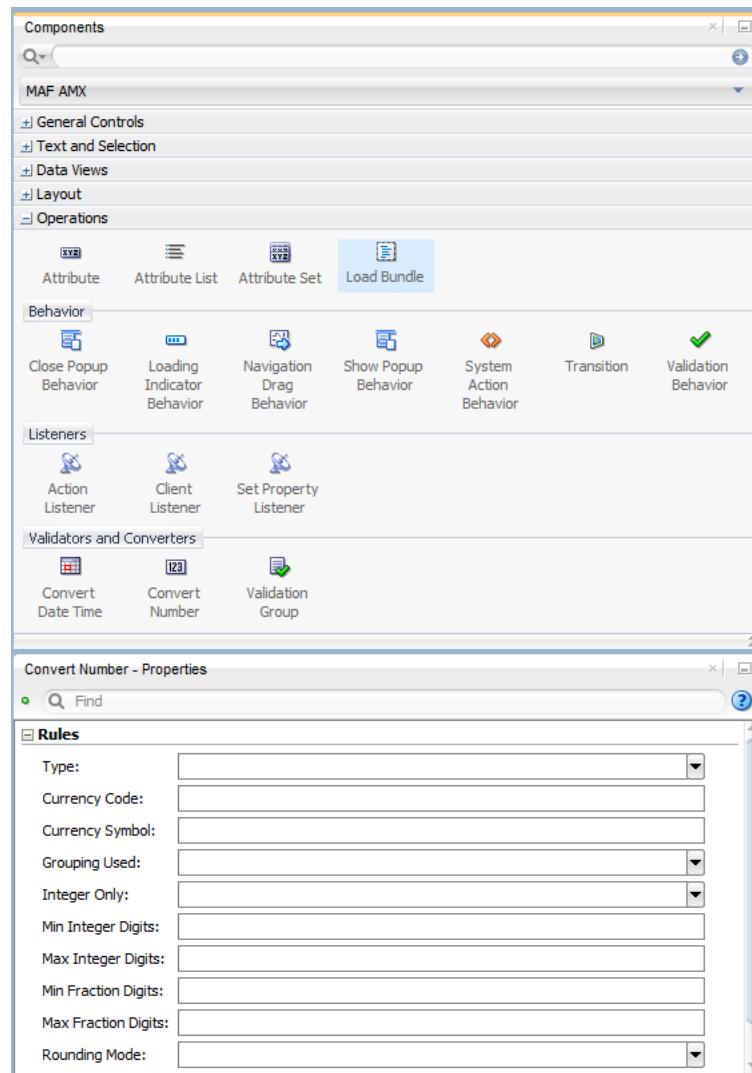 Components
MAF AMX
General Controls
Text and Selection
Data Views
Layout
Operations
XYZ
XYZ
Attribute Attribute List Attribute Set Load Bundle
Behavior
Close Popup Loading Navigation Show Popup System Transition Validation
Behavior Indicator Drag Behavior Action Behavior
Behavior Behavior Behavior
Listeners
Action Client Set Property
Listener Listener Listener
Validators and Converters
123
Convert Convert Validation
Date Time Number Group
Convert Number - Properties
Find
?
Rules
Type:
Currency Code:
Currency Symbol:
Grouping Used:
Integer Only:
Min Integer Digits:
Max Integer Digits:
Min Fraction Digits:
Max Fraction Digits:
Rounding Mode: